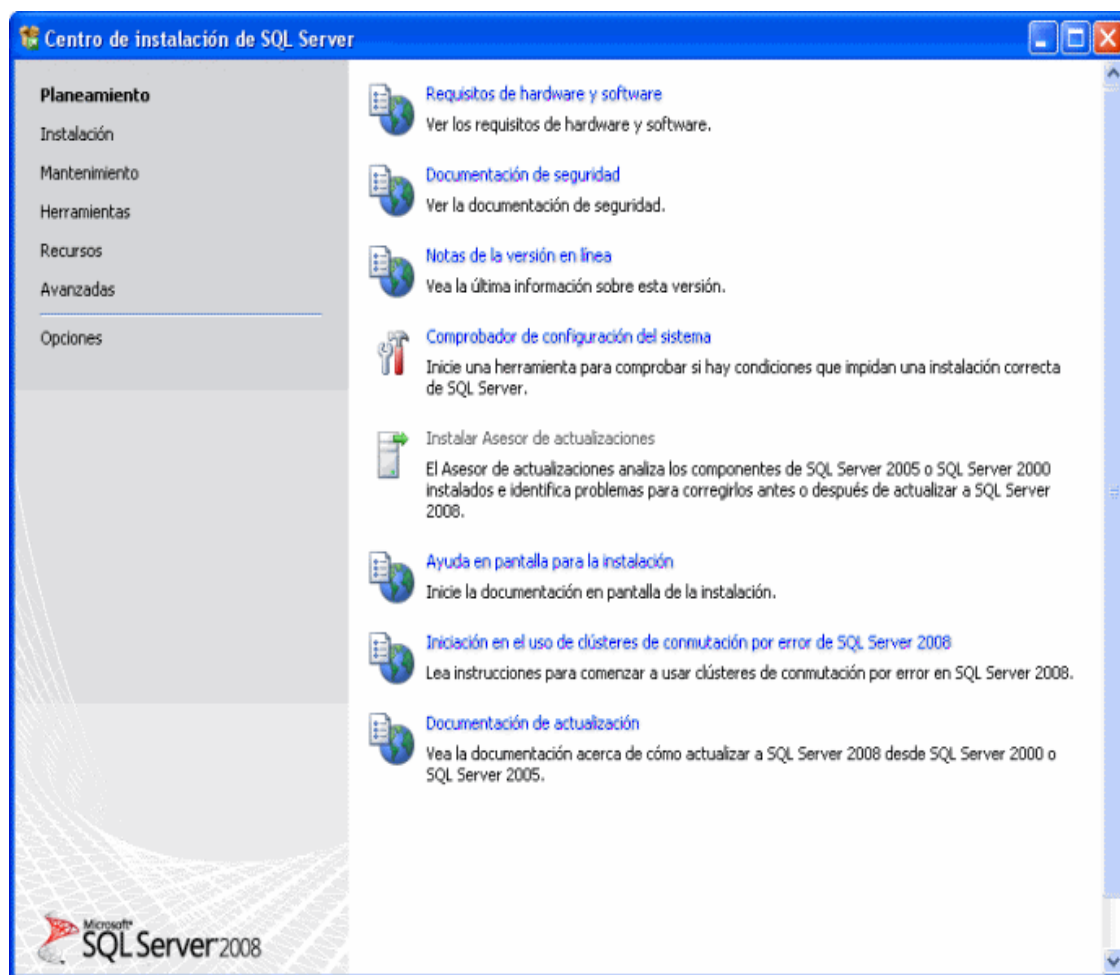 Centro de instalación de SQL Server
Planeamiento
Instalación
Mantenimiento
Herramientas
Recursos
Avanzadas
Opciones
Requisitos de hardware y software
Ver los requisitos de hardware y software.
Documentación de seguridad
Ver la documentación de seguridad.
Notas de la versión en línea
Vea la última información sobre esta versión.
Comprobador de configuración del sistema
Inicie una herramienta para comprobar si hay condiciones que impidan una instalación correcta
de SQL Server.
Instalar Asesor de actualizaciones
El Asesor de actualizaciones analiza los componentes de SQL Server 2005 o SQL Server 2000
instalados e identifica problemas para corregirlos antes o después de actualizar a SQL Server
2008.
Ayuda en pantalla para la instalación
Inicie la documentación en pantalla de la instalación.
Iniciación en el uso de clústeres de conmutación por error de SQL Server 2008
Lea instrucciones para comenzar a usar clústeres de conmutación por error en SQL Server 2008.
Documentación de actualización
Vea la documentación acerca de cómo actualizar a SQL Server 2008 desde SQL Server 2000 o
SQL Server 2005.
Microsoft
SQL Server 2008